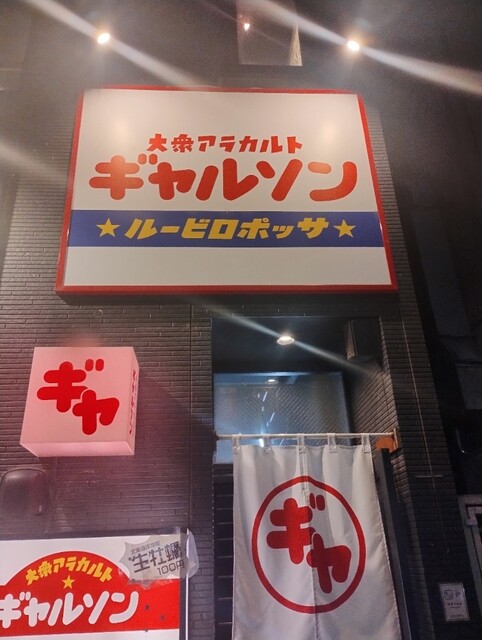 大衆アラカルト
ギャルソン
★ルービロポッサ★
ギャ
ギャ
大衆アラカルト
★
ギャルソン
生牡蠣
100円